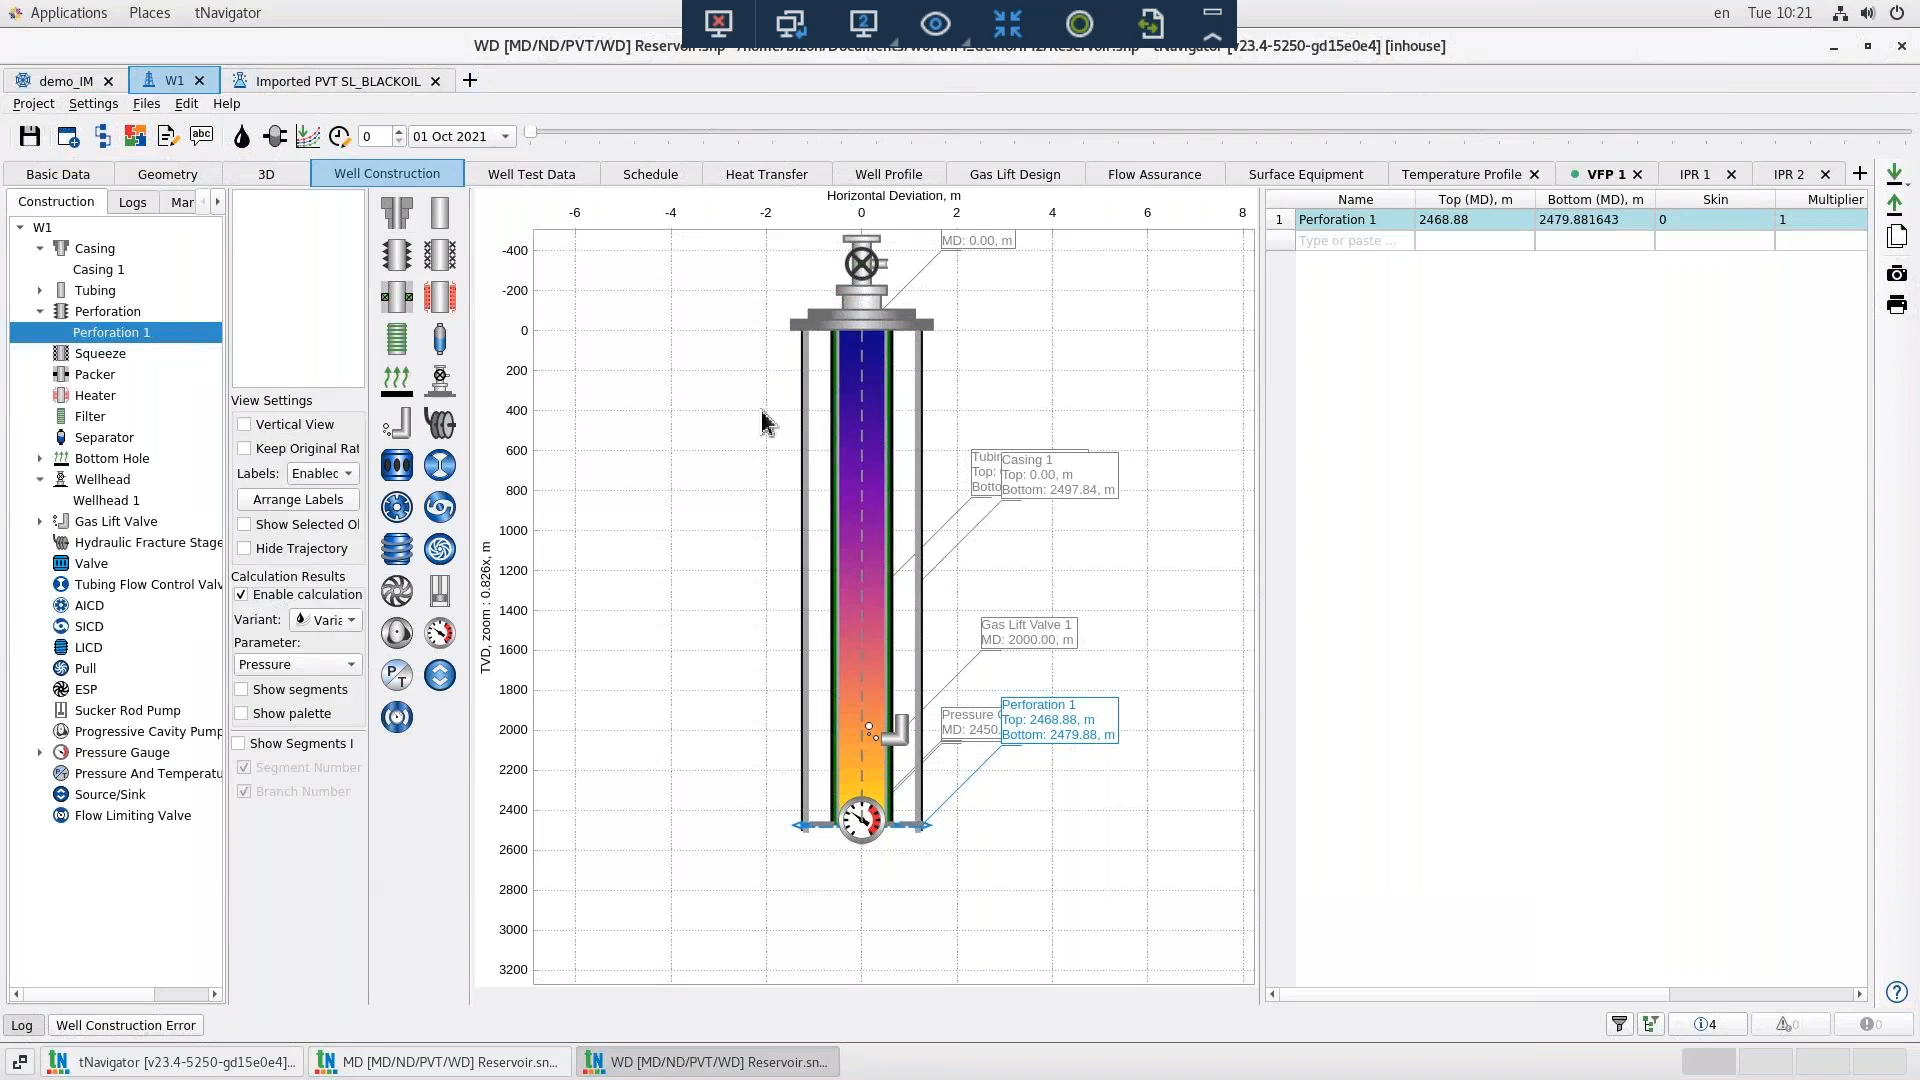 Applications Places tNavigator
2
en Tue 10:21
WD [MD/ND/PVT/WD] tNavigator [v23.4-5250-gd15e0e4] [inhouse]
demo_IM W1 Imported PVT SL_BLACKOIL
Project Settings Files Edit Help
abc 0 01 Oct 2021
Basic Data Geometry 3D Well Construction Well Test Data Schedule Heat Transfer Well Profile Gas Lift Design Flow Assurance Surface Equipment Temperature Profile VFP 1 IPR 1 IPR 2
Construction Logs Mar
W1
Casing
Casing 1
Tubing
Perforation
Perforation 1
Squeeze
Packer
Heater
Filter
Separator
Bottom Hole
Wellhead
Wellhead 1
Gas Lift Valve
Hydraulic Fracture Stage
Valve
Tubing Flow Control Valv
AICD
SICD
LICD
Pull
ESP
Sucker Rod Pump
Progressive Cavity Pump
Pressure Gauge
Pressure And Temperatu
Source/Sink
Flow Limiting Valve
View Settings
Vertical View
Keep Original Rat
Labels: Enablec
Arrange Labels
Show Selected Ol
Hide Trajectory
Calculation Results
Enable calculation
Variant: Varia
Parameter:
Pressure
Show segments
Show palette
Show Segments I
Segment Number
Branch Number
P/T
Horizontal Deviation, m
-6 -4 -2 0 2 4 6 8
TVD, zoom : 0.826x, m
-400
-200
0
200
400
600
800
1000
1200
1400
1600
1800
2000
2200
2400
2600
2800
3000
3200
MD: 0.00, m
Tubin
Top:
Botto
Casing 1
Top: 0.00, m
Bottom: 2497.84, m
Gas Lift Valve 1
MD: 2000.00, m
Pressure
MD: 2450.
Perforation 1
Top: 2468.88, m
Bottom: 2479.88, m
Name Top (MD), m Bottom (MD), m Skin Multiplier
1 Perforation 1 2468.88 2479.881643 0 1
Type or paste ...
Log Well Construction Error
4 0 0
tNavigator [v23.4-5250-gd15e0e4]... MD [MD/ND/PVT/WD] Reservoir.sn... WD [MD/ND/PVT/WD] Reservoir.sn...